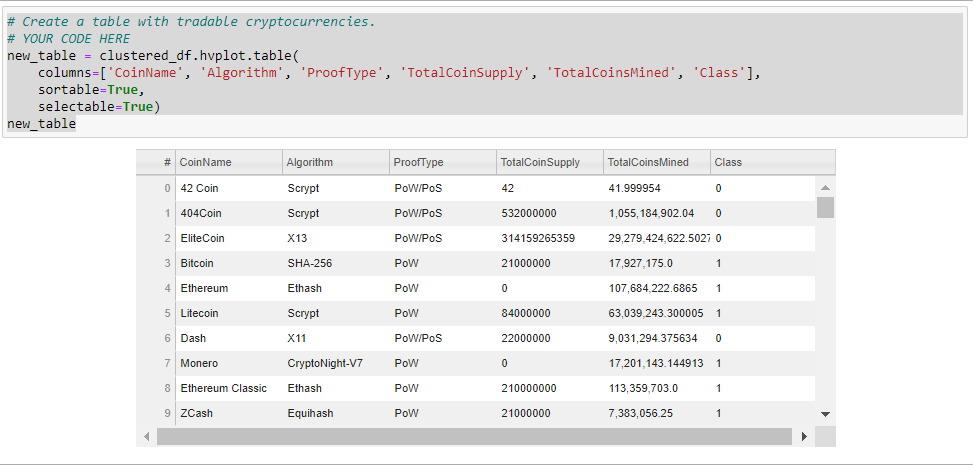 # Create a table with tradable cryptocurrencies.
# YOUR CODE HERE
new_table = clustered_df.hvplot.table(
    columns=['CoinName', 'Algorithm', 'ProofType', 'TotalCoinSupply', 'TotalCoinsMined', 'Class'],
    sortable=True,
    selectable=True)
new_table
# CoinName Algorithm ProofType TotalCoinSupply TotalCoinsMined Class
0 42 Coin Scrypt PoW/PoS 42 41.999954 0
1 404Coin Scrypt PoW/PoS 532000000 1,055,184,902.04 0
2 EliteCoin X13 PoW/PoS 314159265359 29,279,424,622.5027 0
3 Bitcoin SHA-256 PoW 21000000 17,927,175.0 1
4 Ethereum Ethash PoW 0 107,684,222.6865 1
5 Litecoin Scrypt PoW 84000000 63,039,243.300005 1
6 Dash X11 PoW/PoS 22000000 9,031,294.375634 0
7 Monero CryptoNight-V7 PoW 0 17,201,143.144913 1
8 Ethereum Classic Ethash PoW 210000000 113,359,703.0 1
9 ZCash Equihash PoW 21000000 7,383,056.25 1